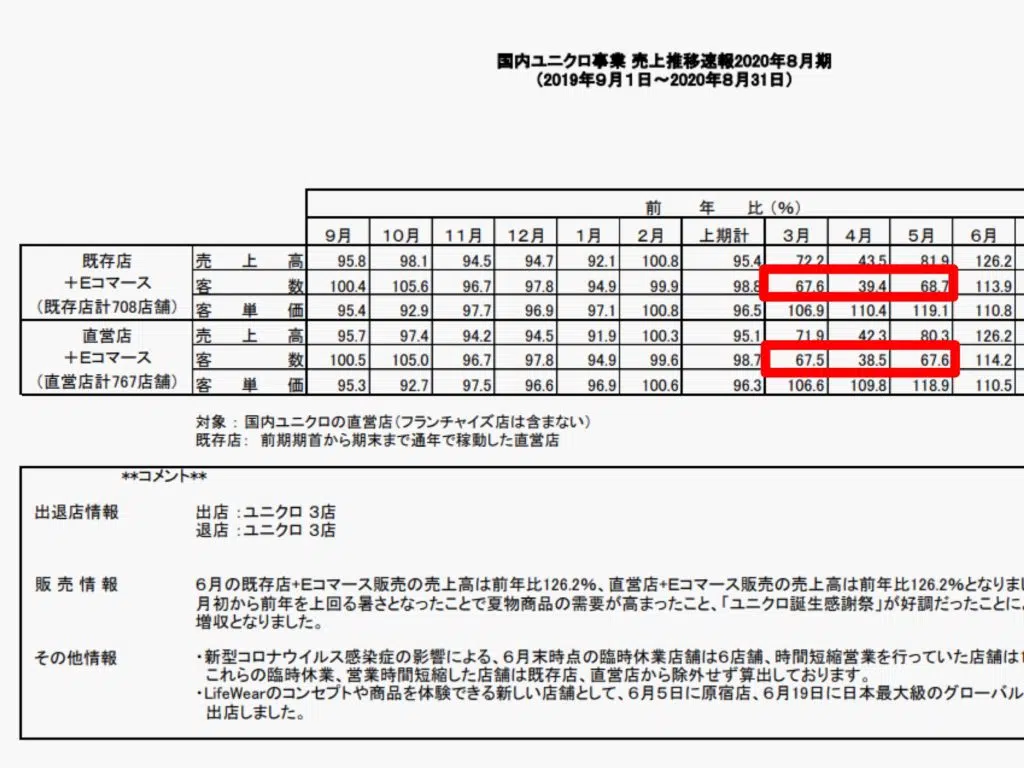 国内ユニクロ事業 売上推移速報2020年8月期
（2019年9月1日～2020年8月31日）
前 年 比（%）
9月 10月 11月 12月 1月 2月 上期計 3月 4月 5月 6月
既存店
＋Eコマース
（既存店計708店舗）
売 上 高 95.8 98.1 94.5 94.7 92.1 100.8 95.4 72.2 43.5 81.9 126.2
客 数 100.4 105.6 96.7 97.8 94.9 99.9 98.8 67.6 39.4 68.7 113.9
客 単 価 95.4 92.9 97.7 96.9 97.1 100.8 96.5 106.9 110.4 119.1 110.8
直営店
＋Eコマース
（直営店計767店舗）
売 上 高 95.7 97.4 94.2 94.5 91.9 100.3 95.1 71.9 42.3 80.3 126.2
客 数 100.5 105.0 96.7 97.8 94.9 99.6 98.7 67.5 38.5 67.6 114.2
客 単 価 95.3 92.7 97.5 96.6 96.9 100.6 96.3 106.6 109.8 118.9 110.5
対象 ： 国内ユニクロの直営店（フランチャイズ店は含まない）
既存店： 前期期首から期末まで通年で稼動した直営店
**コメント**
出退店情報 出店 ：ユニクロ 3店
退店 ：ユニクロ 3店
販 売 情 報 6月の既存店+Eコマース販売の売上高は前年比126.2%、直営店+Eコマース販売の売上高は前年比126.2%となりま
月初から前年を上回る暑さとなったことで夏物商品の需要が高まったこと、「ユニクロ誕生感謝祭」が好調だったことに
増収となりました。
その他情報 ・新型コロナウイルス感染症の影響による、6月末時点の臨時休業店舗は6店舗、時間短縮営業を行っていた店舗は
これらの臨時休業、営業時間短縮した店舗は既存店、直営店から除外せず算出しております。
・LifeWearのコンセプトや商品を体験できる新しい店舗として、6月5日に原宿店、6月19日に日本最大級のグローバル
出店しました。